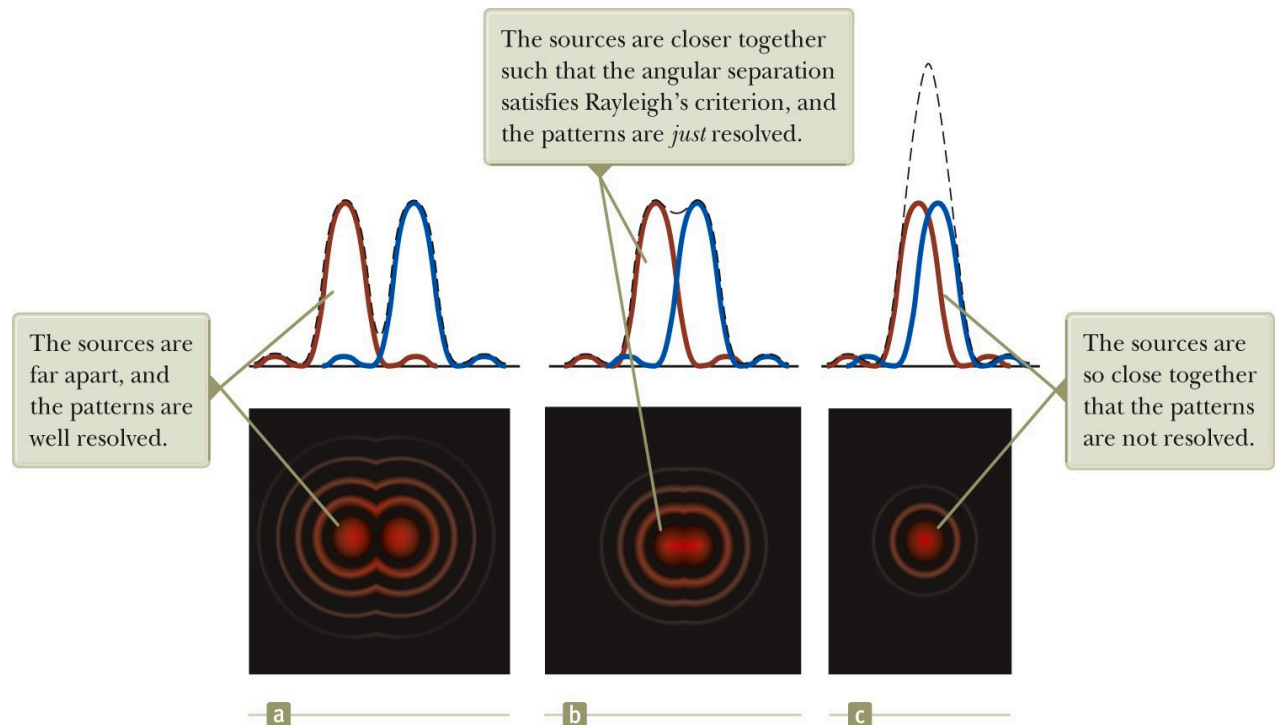 The sources are closer together
such that the angular separation
satisfies Rayleigh's criterion, and
the patterns are just resolved.
The sources are
far apart, and
the patterns are
well resolved.
The sources are
so close together
that the patterns
are not resolved.
a
b
c